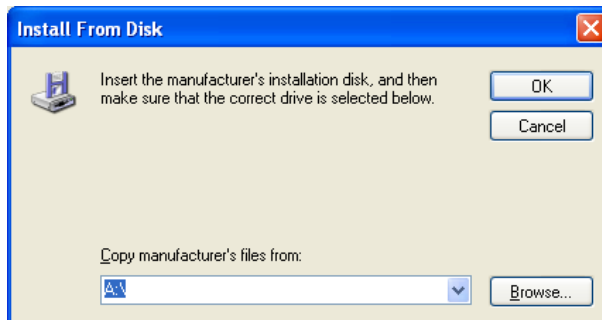 Install From Disk
Insert the manufacturer's installation disk, and then
make sure that the correct drive is selected below.
OK
Cancel
Copy manufacturer's files from:
A:\
Browse...